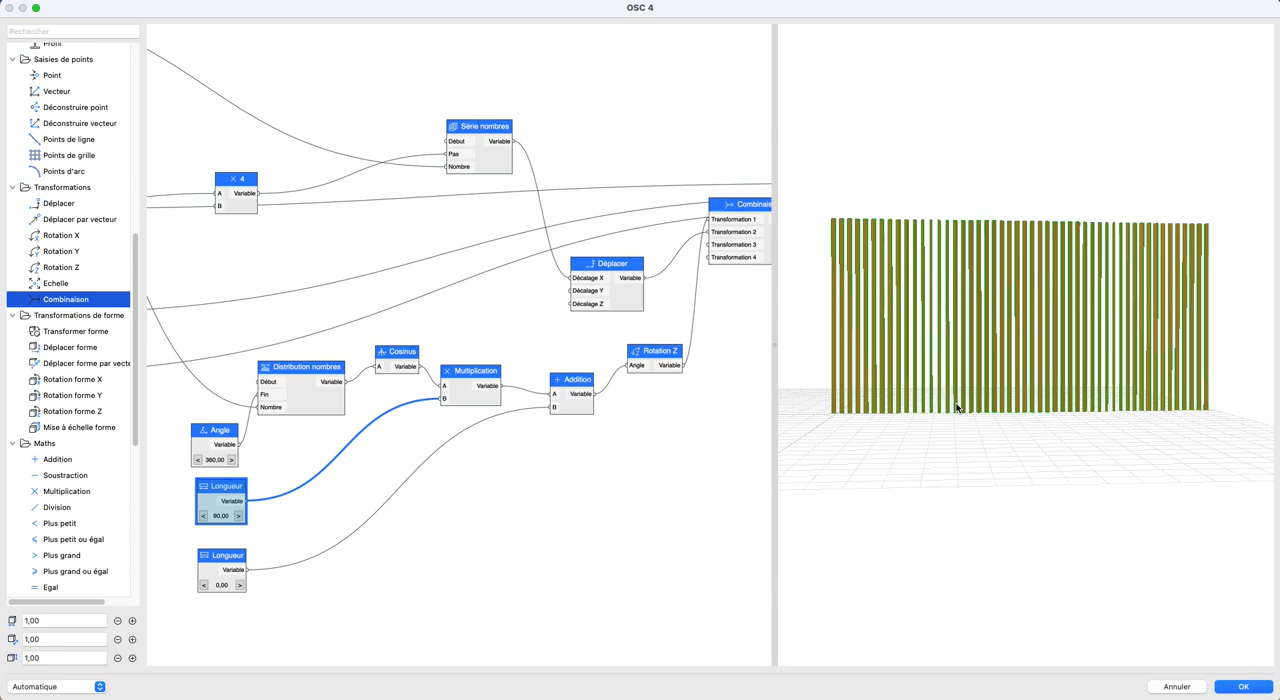 OSC 4
Rechercher
Profil
Saisies de points
Point
Vecteur
Déconstruire point
Déconstruire vecteur
Points de ligne
Points de grille
Points d'arc
Transformations
Déplacer
Déplacer par vecteur
Rotation X
Rotation Y
Rotation Z
Echelle
Combinaison
Transformations de forme
Transformer forme
Déplacer forme
Déplacer forme par vecte
Rotation forme X
Rotation forme Y
Rotation forme Z
Mise à échelle forme
Maths
Addition
Soustraction
Multiplication
Division
Plus petit
Plus petit ou égal
Plus grand
Plus grand ou égal
Egal
1,00
1,00
1,00
Automatique
× 4
A Variable
B
Série nombres
Début Variable
Pas
Nombre
Combinais
Transformation 1
Transformation 2
Transformation 3
Transformation 4
Déplacer
Décalage X Variable
Décalage Y
Décalage Z
Distribution nombres
Début Variable
Fin
Nombre
Cosinus
A Variable
Multiplication
A Variable
B
Addition
A Variable
B
Rotation Z
Angle Variable
Angle
Variable
< 360,00 >
Longueur
Variable
< 90,00 >
Longueur
Variable
< 0,00 >
Annuler
OK